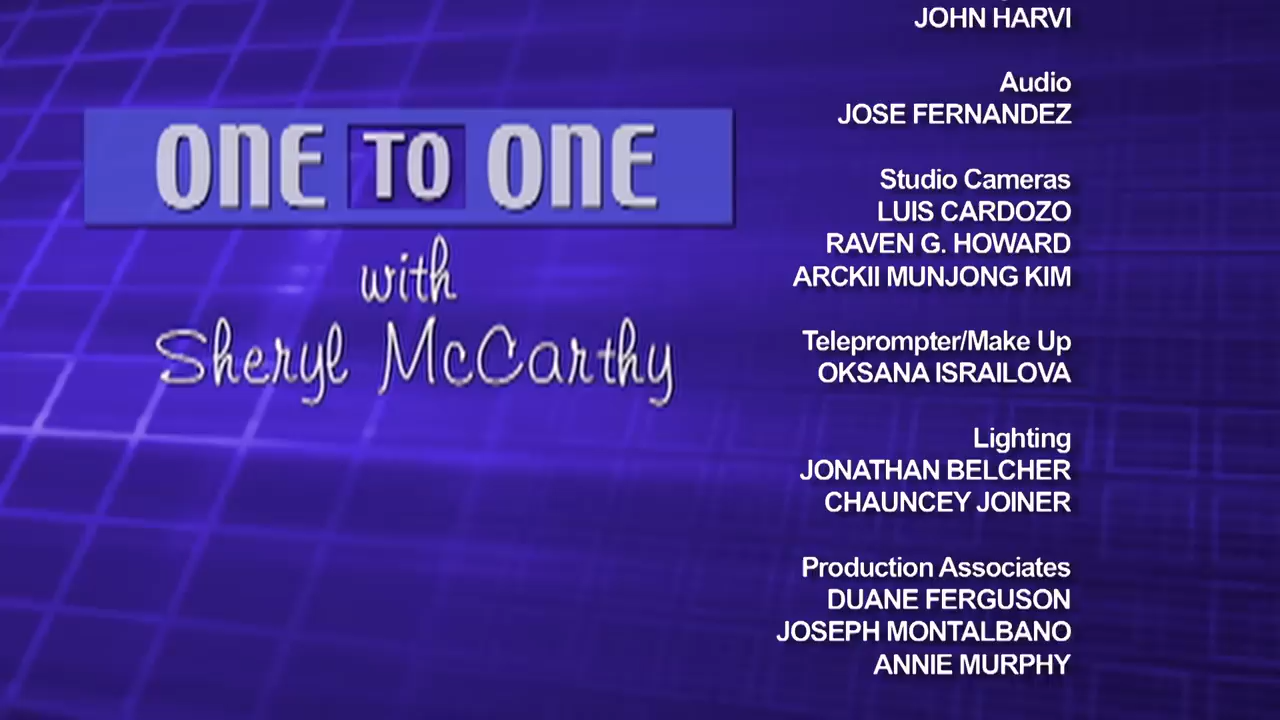 ONE TO ONE
with
Sheryl McCarthy
JOHN HARVI
Audio
JOSE FERNANDEZ
Studio Cameras
LUIS CARDOZO
RAVEN G. HOWARD
ARCKII MUNJONG KIM
Teleprompter/Make Up
OKSANA ISRAILOVA
Lighting
JONATHAN BELCHER
CHAUNCEY JOINER
Production Associates
DUANE FERGUSON
JOSEPH MONTALBANO
ANNIE MURPHY